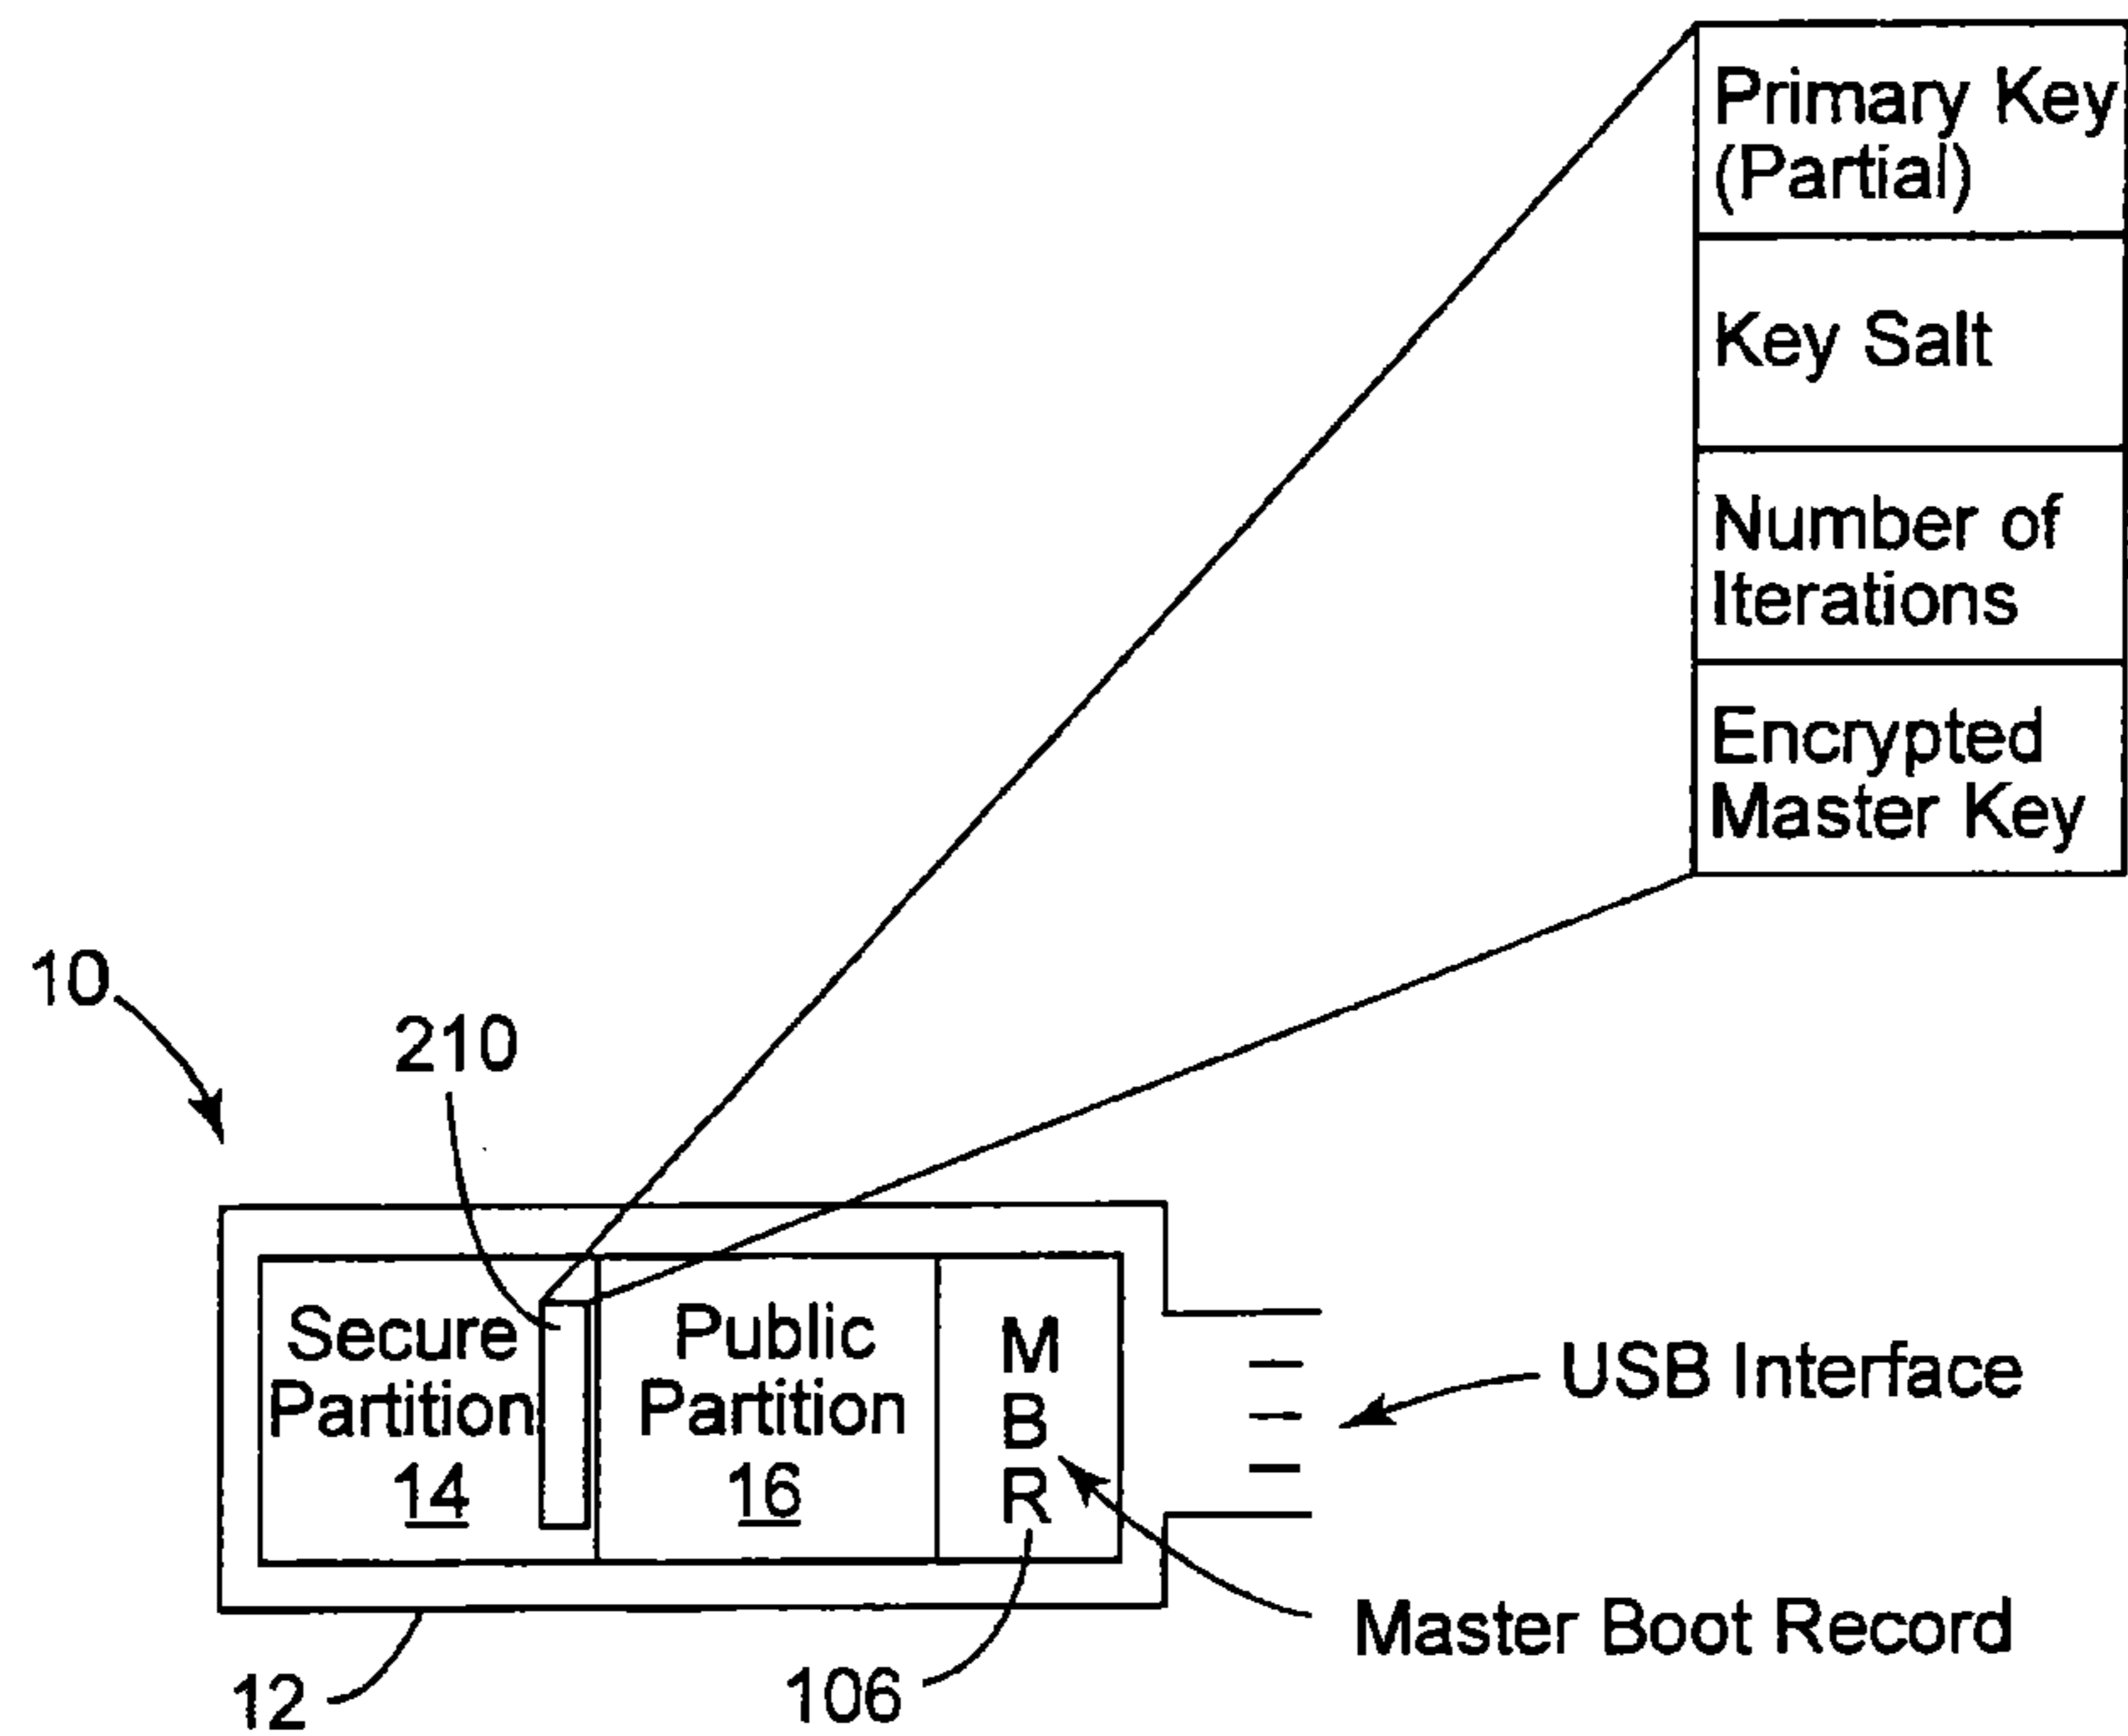 Primary Key
(Partial)
Key Salt
Number of
Iterations
Encrypted
Master Key
10
210
Secure
Partition
14
Public
Partition
16
M
B
R
USB Interface
Master Boot Record
12
106